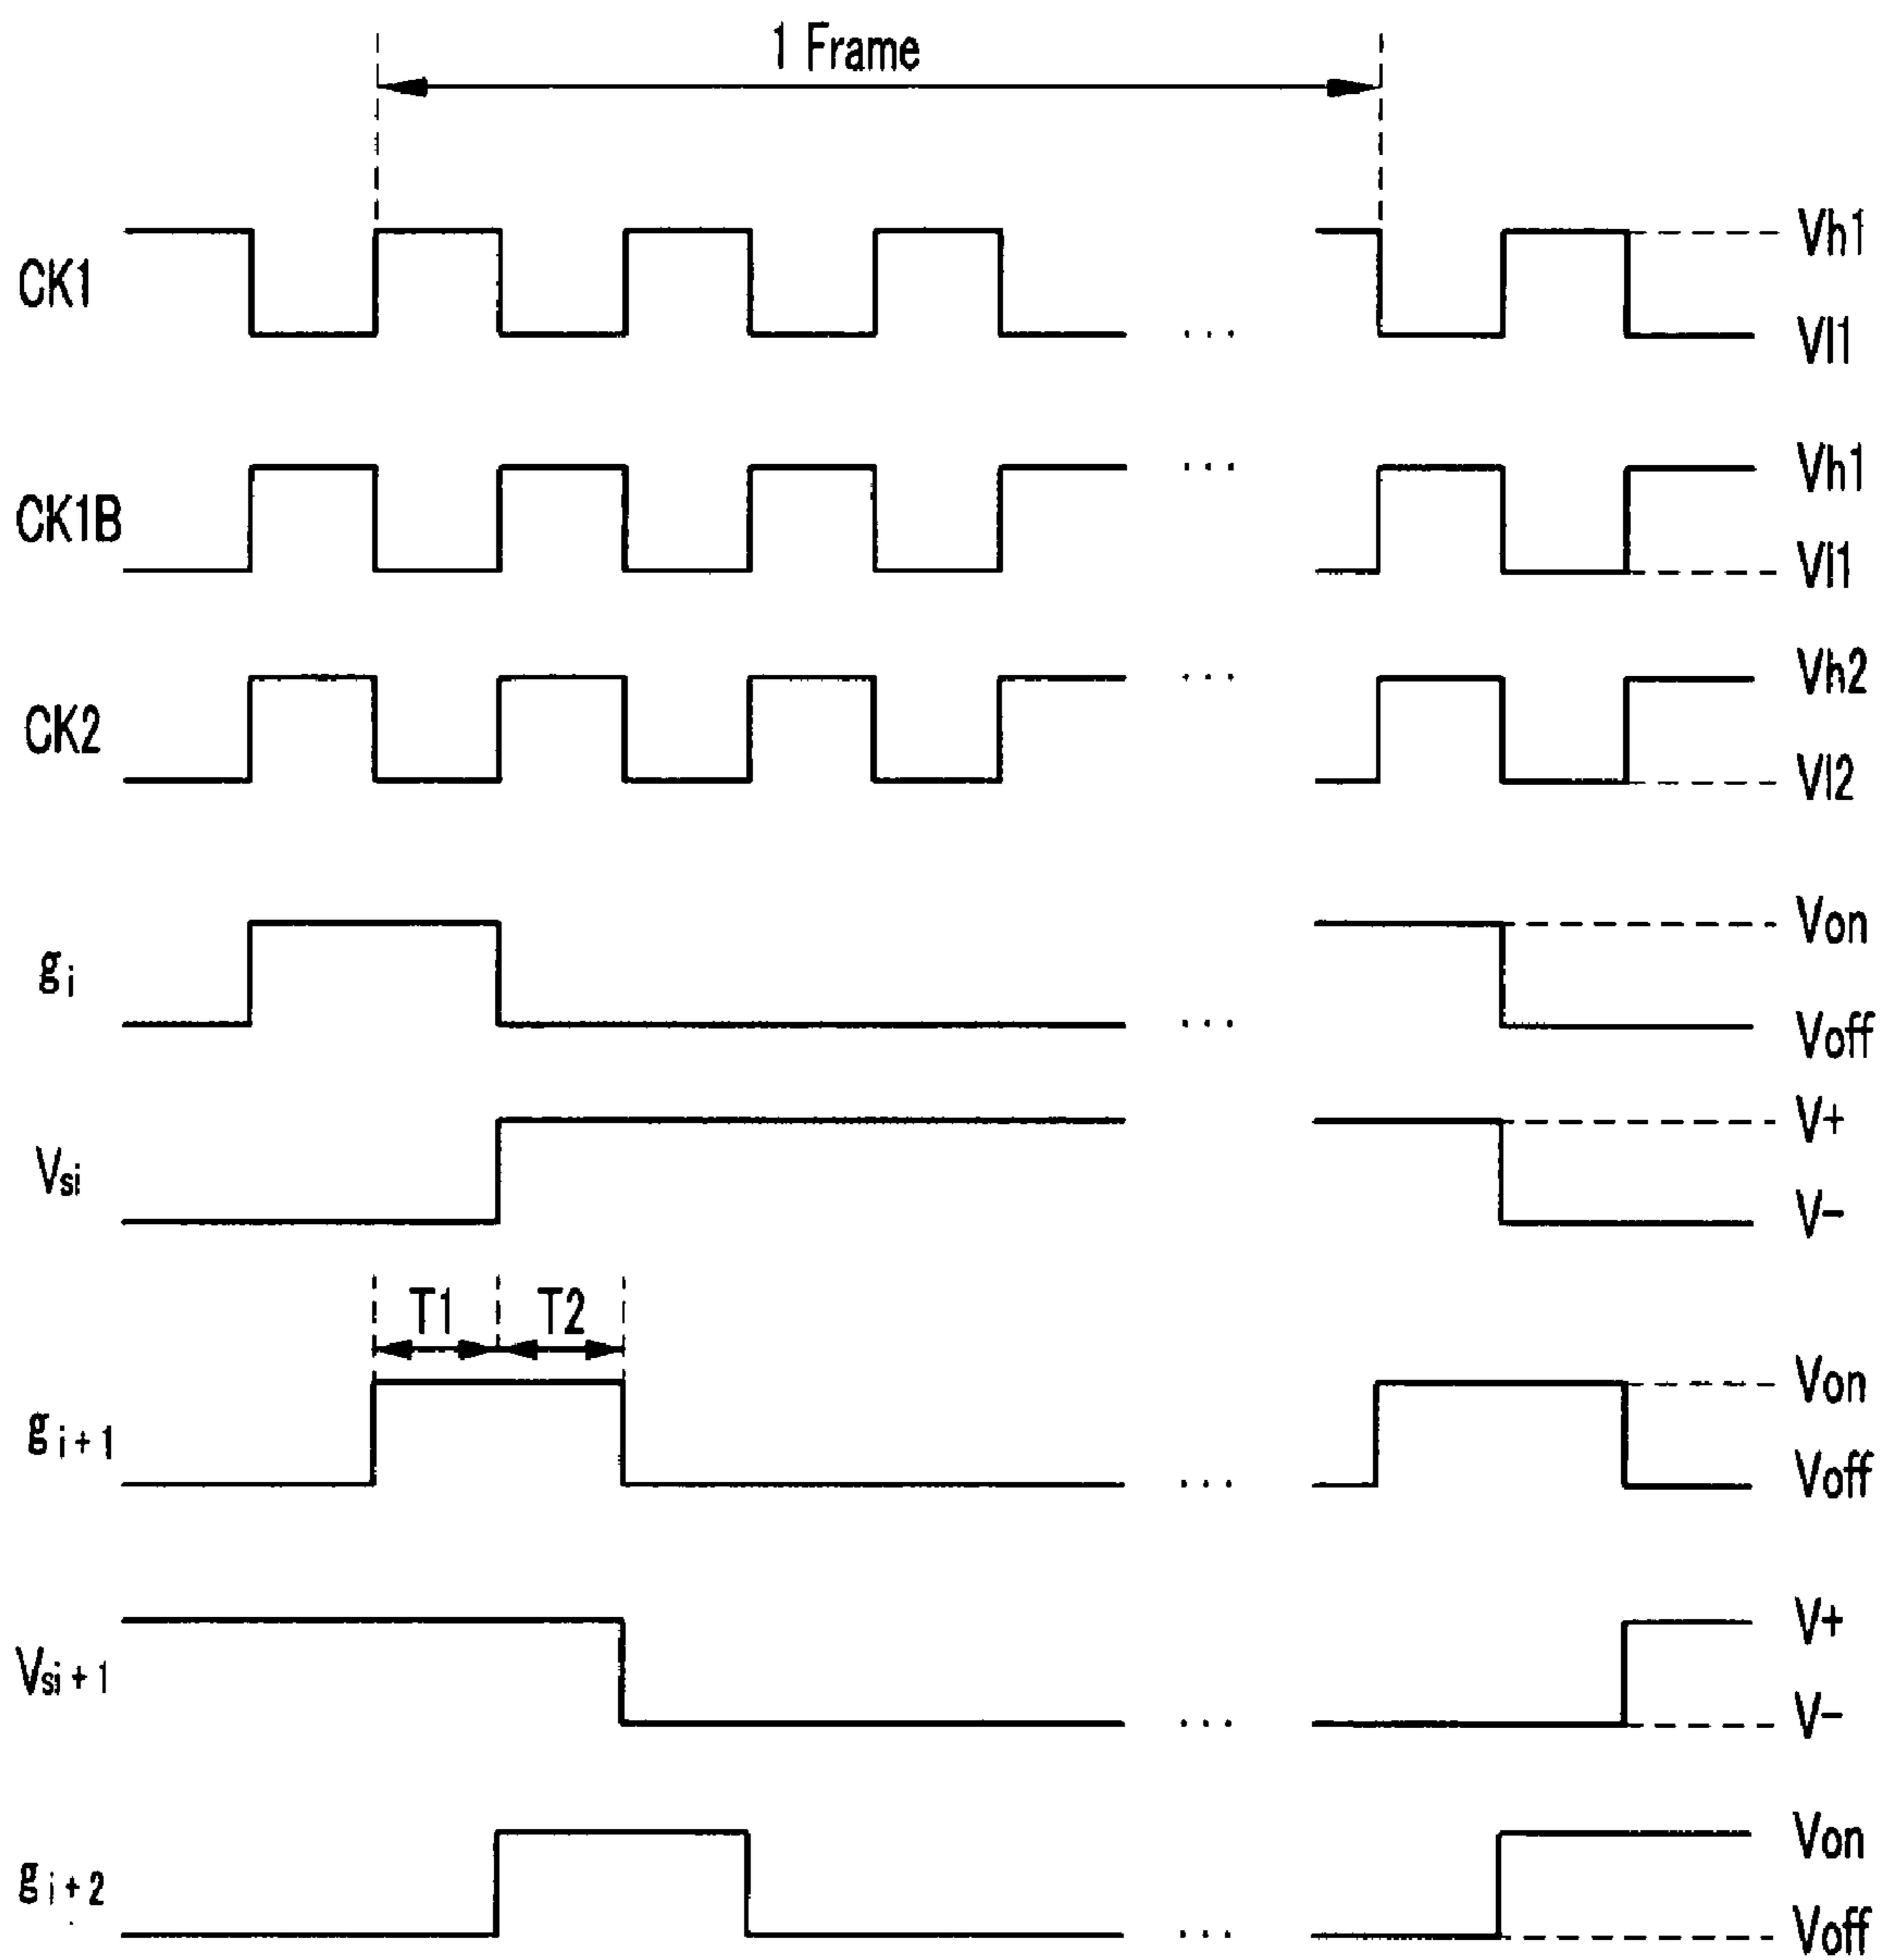 1 Frame
CK1
Vh1
Vl1
CK1B
Vh1
Vl1
CK2
Vh2
Vl2
...
gi
Von
Voff
...
Vsi
V+
V-
T1 T2
gi+1
Von
Voff
...
Vsi+1
V+
V-
...
gi+2
Von
Voff
...